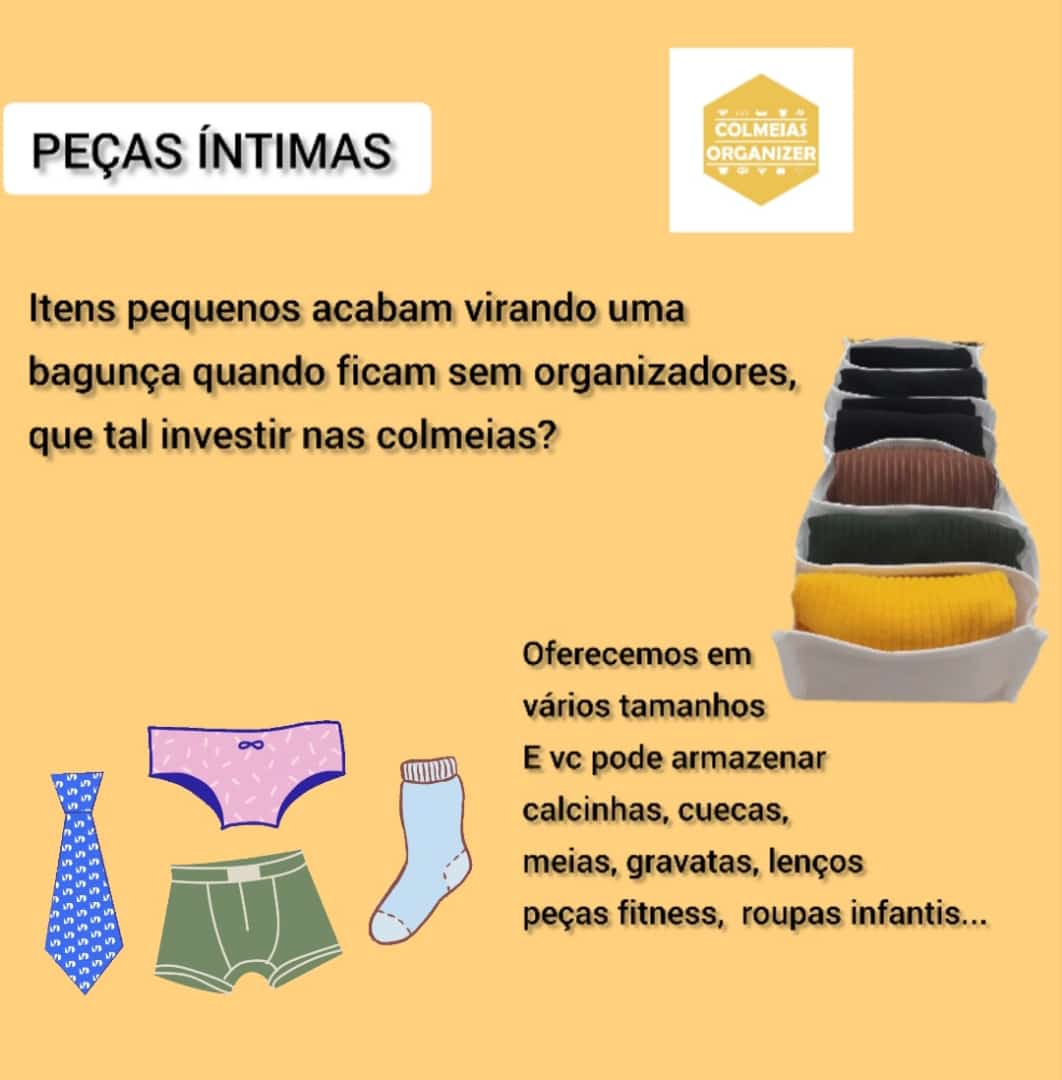 PEÇAS ÍNTIMAS
COLMEIAS
ORGANIZER
Itens pequenos acabam virando uma
bagunça quando ficam sem organizadores,
que tal investir nas colmeias?
Oferecemos em
vários tamanhos
E vc pode armazenar
calcinhas, cuecas,
meias, gravatas, lenços
peças fitness, roupas infantis...